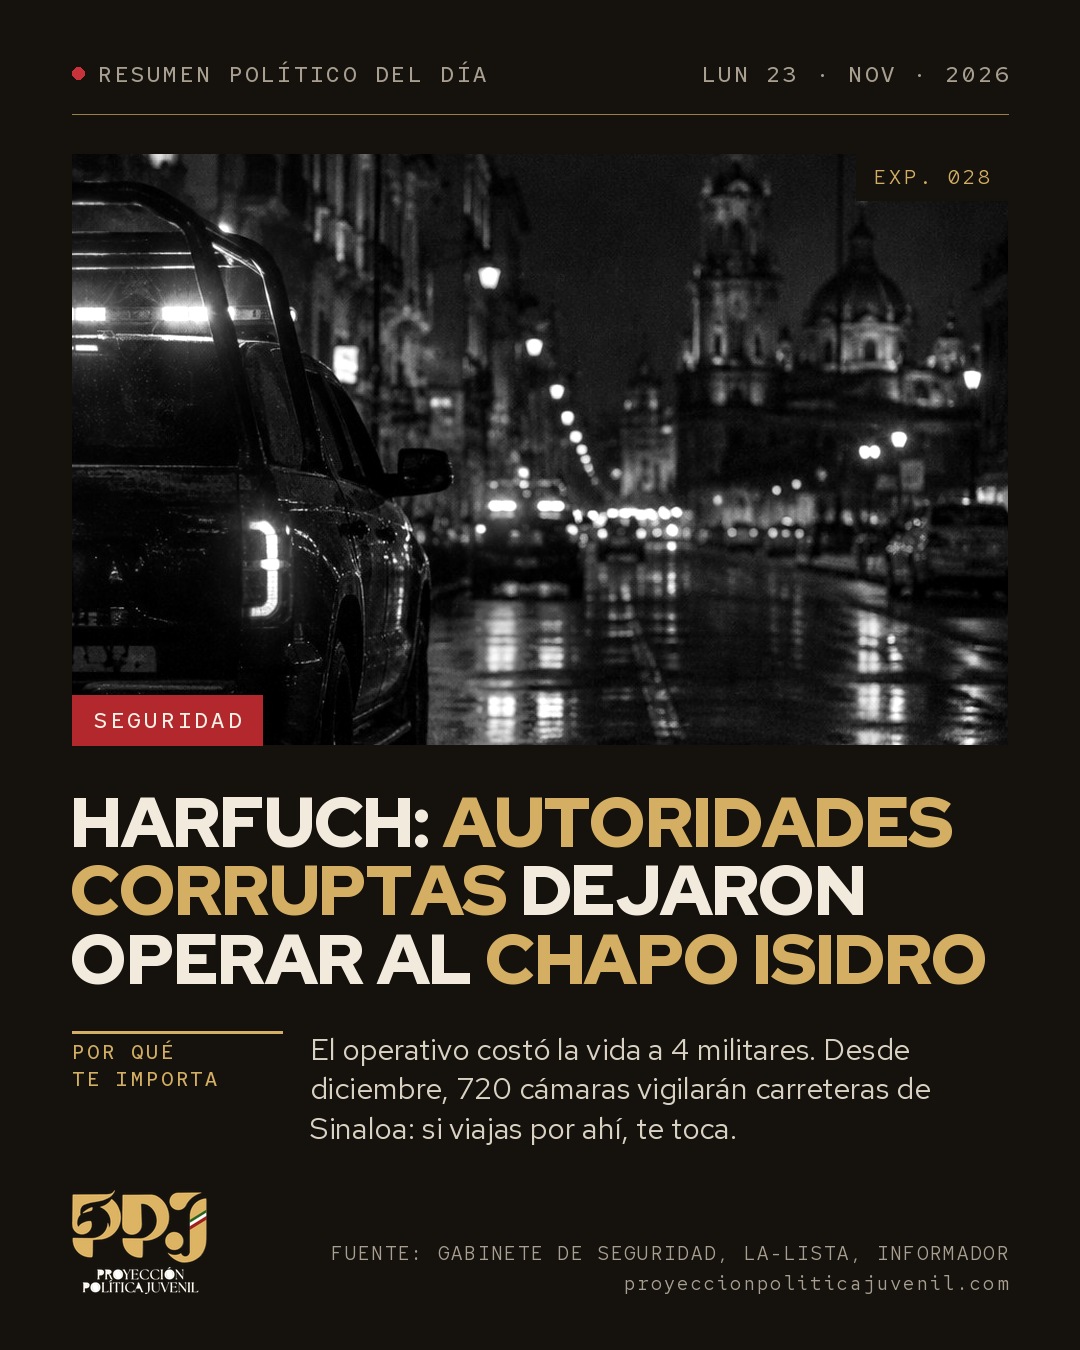 RESUMEN POLÍTICO DEL DÍA
LUN 23 · NOV · 2026
EXP. 028
SEGURIDAD
HARFUCH: AUTORIDADES
CORRUPTAS DEJARON
OPERAR AL CHAPO ISIDRO
POR QUÉ
TE IMPORTA
El operativo costó la vida a 4 militares. Desde
diciembre, 720 cámaras vigilarán carreteras de
Sinaloa: si viajas por ahí, te toca.
PPJ
PROYECCIÓN
POLÍTICA JUVENIL
FUENTE: GABINETE DE SEGURIDAD, LA-LISTA, INFORMADOR
proyeccionpoliticajuvenil.com